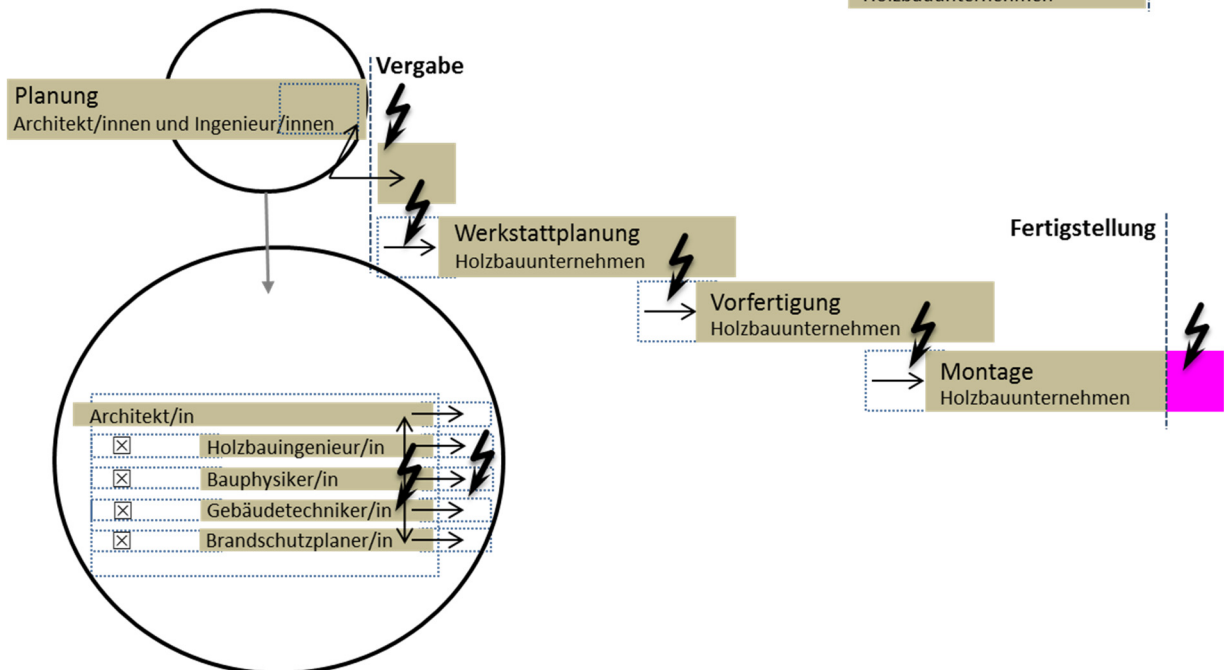 Vergabe
Planung
Architekt/innen und Ingenieur/innen
Werkstattplanung
Holzbauunternehmen
Fertigstellung
Vorfertigung
Holzbauunternehmen
Montage
Holzbauunternehmen
Architekt/in
Holzbauingenieur/in
Bauphysiker/in
Gebäudetechniker/in
Brandschutzplaner/in